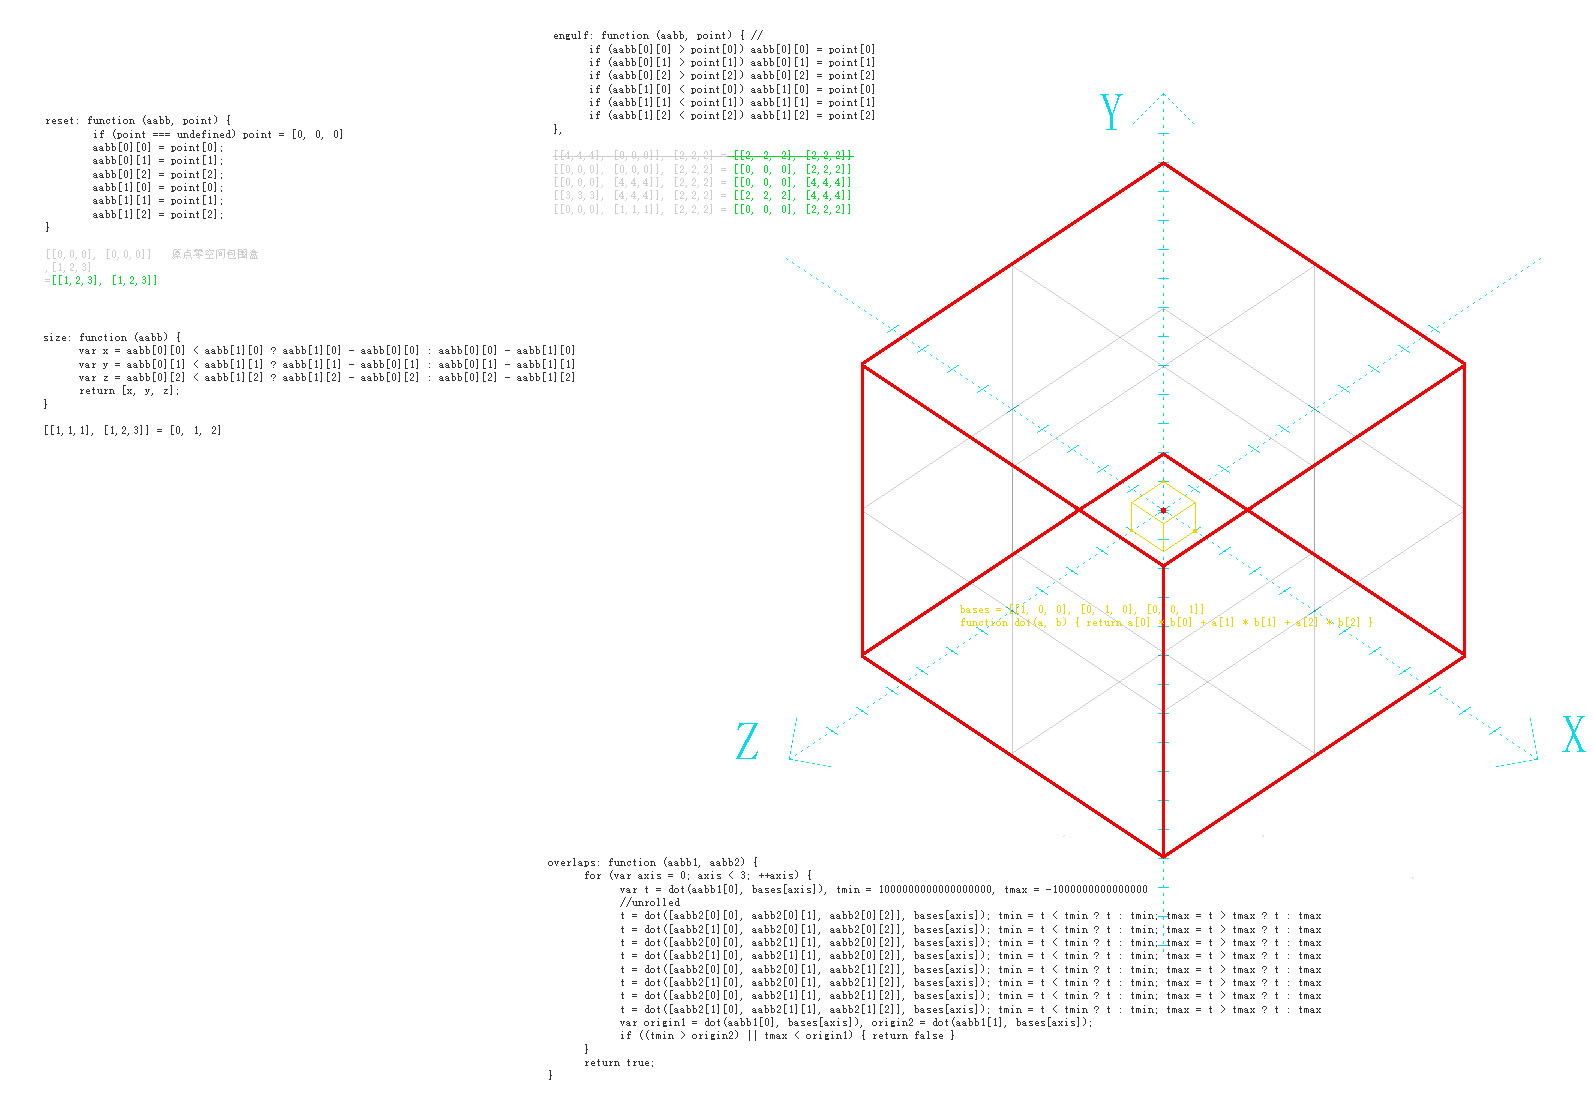 engulf: function (aabb, point) { //
if (aabb[0][0] > point[0]) aabb[0][0] = point[0]
if (aabb[0][1] > point[1]) aabb[0][1] = point[1]
if (aabb[0][2] > point[2]) aabb[0][2] = point[2]
if (aabb[1][0] < point[0]) aabb[1][0] = point[0]
if (aabb[1][1] < point[1]) aabb[1][1] = point[1]
if (aabb[1][2] < point[2]) aabb[1][2] = point[2]
},
[[4,4,4], [0,0,0]], [2,2,2] = [[2, 2, 2], [2,2,2]]
[[0,0,0], [0,0,0]], [2,2,2] = [[0, 0, 0], [2,2,2]]
[[0,0,0], [4,4,4]], [2,2,2] = [[0, 0, 0], [4,4,4]]
[[3,3,3], [4,4,4]], [2,2,2] = [[2, 2, 2], [4,4,4]]
[[0,0,0], [1,1,1]], [2,2,2] = [[0, 0, 0], [2,2,2]]
reset: function (aabb, point) {
if (point === undefined) point = [0, 0, 0]
aabb[0][0] = point[0];
aabb[0][1] = point[1];
aabb[0][2] = point[2];
aabb[1][0] = point[0];
aabb[1][1] = point[1];
aabb[1][2] = point[2];
}
[[0,0,0], [0,0,0]] 原点零空间包围盒
,[1,2,3]
=[[1,2,3], [1,2,3]]
size: function (aabb) {
var x = aabb[0][0] < aabb[1][0] ? aabb[1][0] - aabb[0][0] : aabb[0][0] - aabb[1][0]
var y = aabb[0][1] < aabb[1][1] ? aabb[1][1] - aabb[0][1] : aabb[0][1] - aabb[1][1]
var z = aabb[0][2] < aabb[1][2] ? aabb[1][2] - aabb[0][2] : aabb[0][2] - aabb[1][2]
return [x, y, z];
}
[[1,1,1], [1,2,3]] = [0, 1, 2]
Y
bases = [[1, 0, 0], [0, 1, 0], [0, 0, 1]]
function dot(a, b) { return a[0] * b[0] + a[1] * b[1] + a[2] * b[2] }
Z
X
overlaps: function (aabb1, aabb2) {
for (var axis = 0; axis < 3; ++axis) {
var t = dot(aabb1[0], bases[axis]), tmin = 1000000000000000000, tmax = -1000000000000000
//unrolled
t = dot([aabb2[0][0], aabb2[0][1], aabb2[0][2]], bases[axis]); tmin = t < tmin ? t : tmin; tmax = t > tmax ? t : tmax
t = dot([aabb2[1][0], aabb2[0][1], aabb2[0][2]], bases[axis]); tmin = t < tmin ? t : tmin; tmax = t > tmax ? t : tmax
t = dot([aabb2[0][0], aabb2[1][1], aabb2[0][2]], bases[axis]); tmin = t < tmin ? t : tmin; tmax = t > tmax ? t : tmax
t = dot([aabb2[1][0], aabb2[1][1], aabb2[0][2]], bases[axis]); tmin = t < tmin ? t : tmin; tmax = t > tmax ? t : tmax
t = dot([aabb2[0][0], aabb2[0][1], aabb2[1][2]], bases[axis]); tmin = t < tmin ? t : tmin; tmax = t > tmax ? t : tmax
t = dot([aabb2[1][0], aabb2[0][1], aabb2[1][2]], bases[axis]); tmin = t < tmin ? t : tmin; tmax = t > tmax ? t : tmax
t = dot([aabb2[0][0], aabb2[1][1], aabb2[1][2]], bases[axis]); tmin = t < tmin ? t : tmin; tmax = t > tmax ? t : tmax
t = dot([aabb2[1][0], aabb2[1][1], aabb2[1][2]], bases[axis]); tmin = t < tmin ? t : tmin; tmax = t > tmax ? t : tmax
var origin1 = dot(aabb1[0], bases[axis]), origin2 = dot(aabb1[1], bases[axis]);
if ((tmin > origin2) || tmax < origin1) { return false }
}
return true;
}